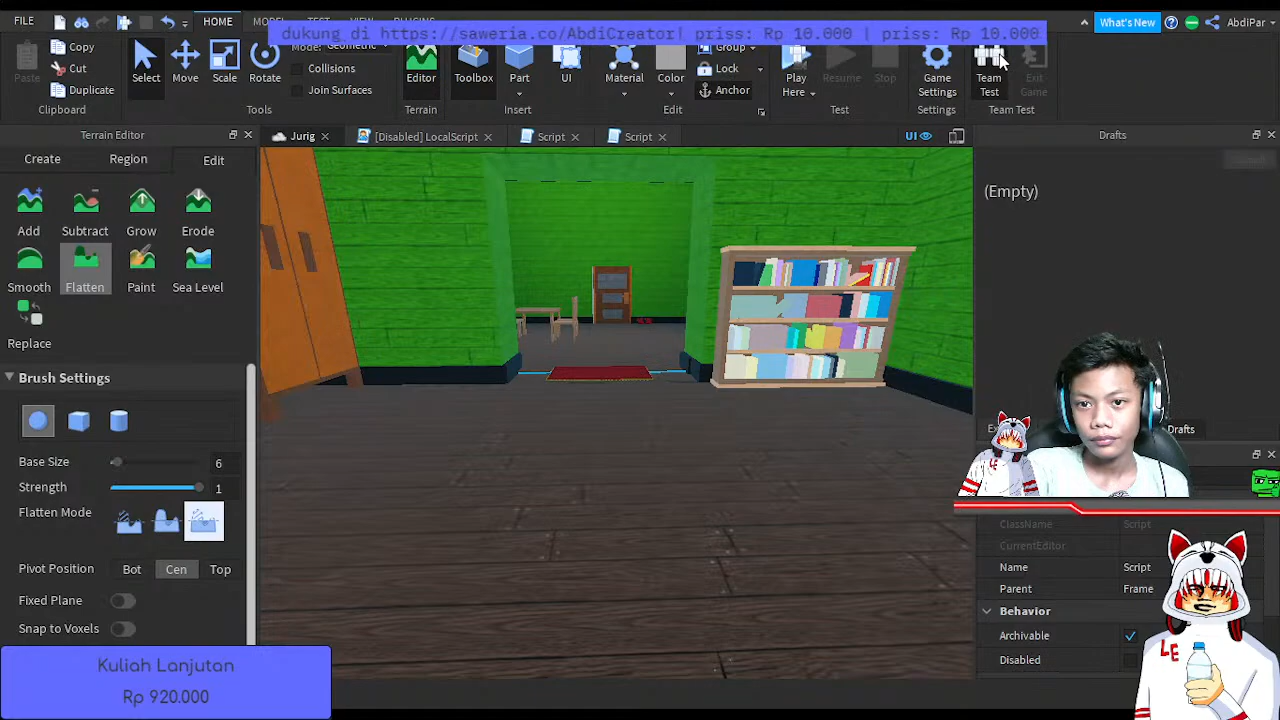 FILE
HOME
MODEL
TEST
VIEW
PLUGINS
What's New
AbdiPar
dukung di https://saweria.co/AbdiCreator! priss: Rp 10.000 | priss: Rp 10.000
Paste
Copy
Cut
Duplicate
Clipboard
Select
Move
Scale
Rotate
Mode: Geometric
Collisions
Join Surfaces
Tools
Editor
Terrain
Toolbox
Part
UI
Insert
Material
Color
Group
Lock
Anchor
Edit
Play
Here
Resume
Stop
Test
Game
Settings
Settings
Team
Test
Exit
Game
Team Test
Terrain Editor
Jurig
[Disabled] LocalScript
Script
Script
UI
Drafts
(Empty)
Create
Region
Edit
Add
Subtract
Grow
Erode
Smooth
Flatten
Paint
Sea Level
Replace
Brush Settings
Base Size
6
Strength
1
Flatten Mode
Pivot Position
Bot
Cen
Top
Fixed Plane
Snap to Voxels
Drafts
ClassName
Script
CurrentEditor
Name
Script
Parent
Frame
Behavior
Archivable
Disabled
Kuliah Lanjutan
Rp 920.000
LE
LE